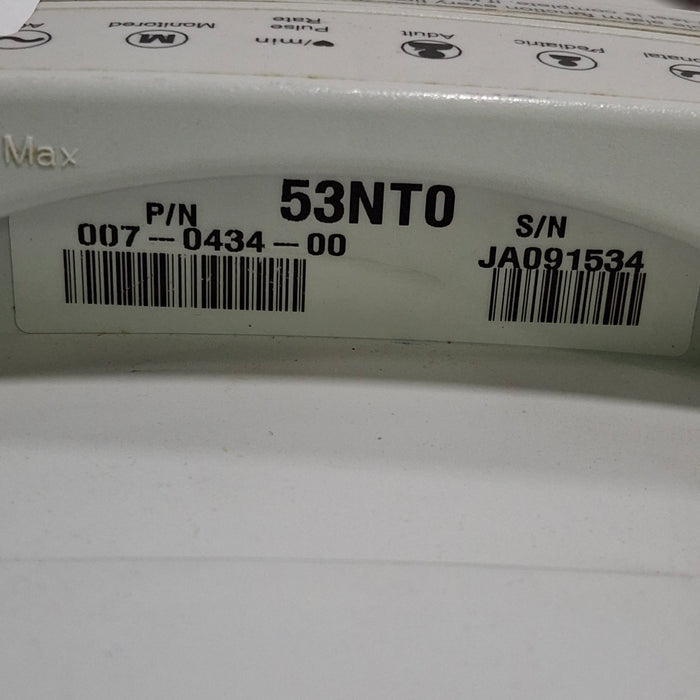 Monitored
M
Pulse
Rate
♥/min
Adult
Pediatric
Max
53NT0
P/N
007-0434-00
S/N
JA091534